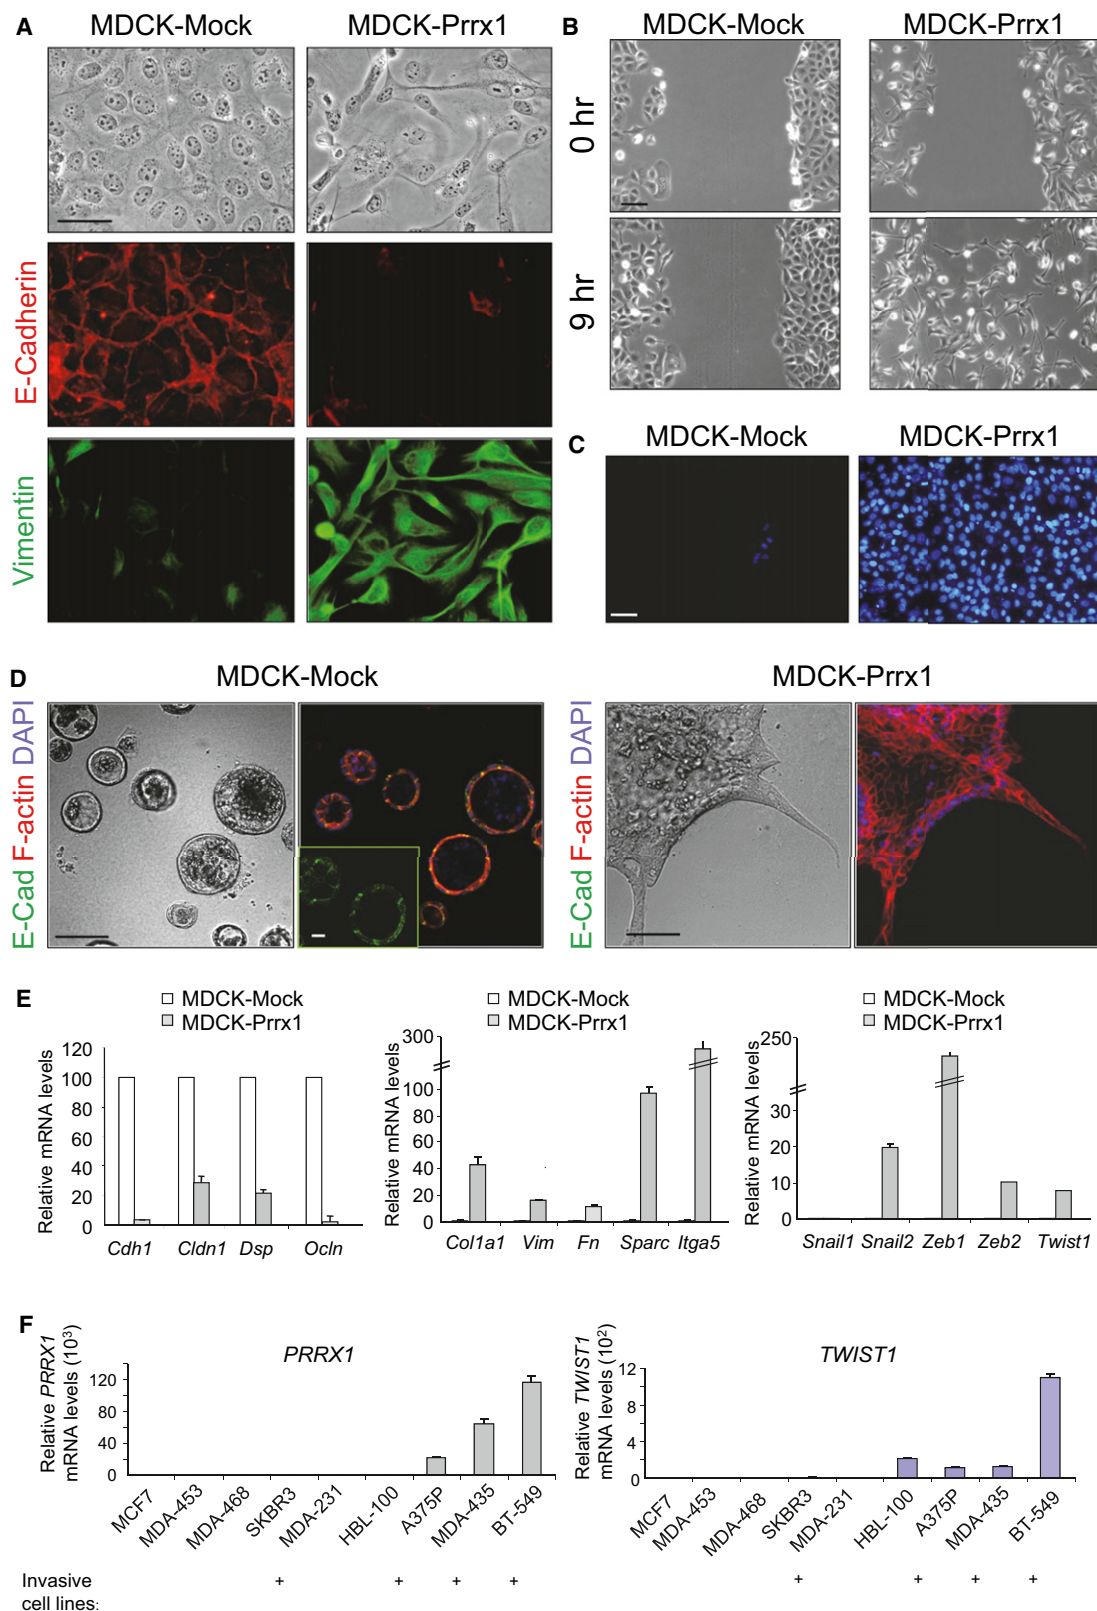 A
MDCK-Mock
MDCK-Prrx1
E-Cadherin
Vimentin
B
MDCK-Mock
MDCK-Prrx1
0 hr
9 hr
C
MDCK-Mock
MDCK-Prrx1
D
MDCK-Mock
MDCK-Prrx1
E-Cad F-actin DAPI
E-Cad F-actin DAPI
E
MDCK-Mock
MDCK-Prrx1
Relative mRNA levels
120
100
80
60
40
20
0
Cdh1 Cldn1 Dsp Ocln
MDCK-Mock
MDCK-Prrx1
Relative mRNA levels
300
100
80
60
40
20
0
Col1a1 Vim Fn Sparc Itga5
MDCK-Mock
MDCK-Prrx1
Relative mRNA levels
250
30
20
10
0
Snail1 Snail2 Zeb1 Zeb2 Twist1
F
PRRX1
Relative PRRX1
mRNA levels (10³)
120
80
40
0
MCF7
MDA-453
MDA-468
SKBR3
MDA-231
HBL-100
A375P
MDA-435
BT-549
TWIST1
Relative TWIST1
mRNA levels (10²)
12
8
4
0
MCF7
MDA-453
MDA-468
SKBR3
MDA-231
HBL-100
A375P
MDA-435
BT-549
Invasive
cell lines:
+ + + +
+ + + +